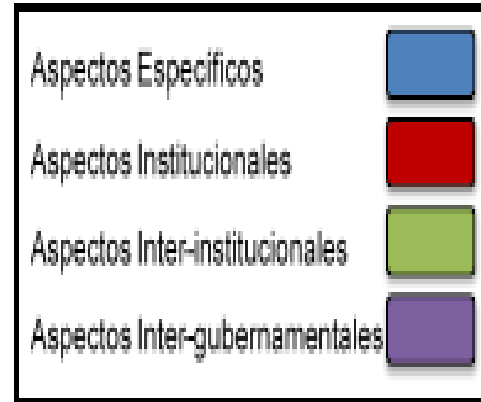 Aspectos Específicos
Aspectos Institucionales
Aspectos Inter-institucionales
Aspectos Inter-gubernamentales